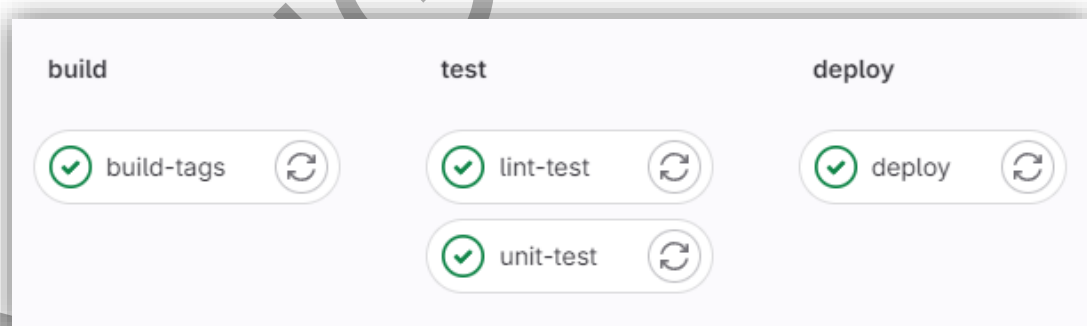 build
build-tags
test
lint-test
unit-test
deploy
deploy